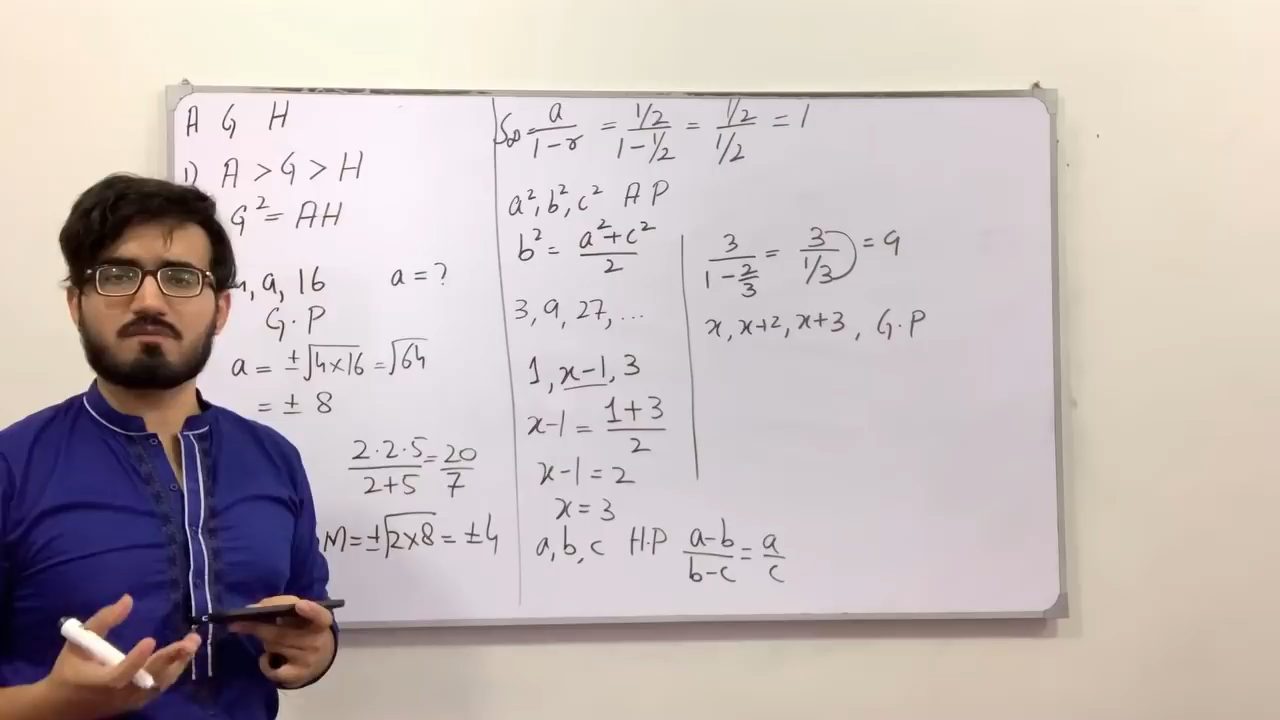 A G H
1) A > G > H
G² = AH
4, a, 16 a = ?
G.P
a = ±√4×16 = √64
= ± 8
2·2·5/2+5 = 20/7
M = ±√2×8 = ±4
S∞ = a/1-r = 1/2/1-1/2 = 1/2/1/2 = 1
a², b², c² A P
b² = a²+c²/2
3, 9, 27, ...
1, x-1, 3
x-1 = 1+3/2
x-1 = 2
x = 3
a, b, c H.P a-b/b-c = a/c
3/1-2/3 = 3/1/3 = 9
x, x+2, x+3, G.P